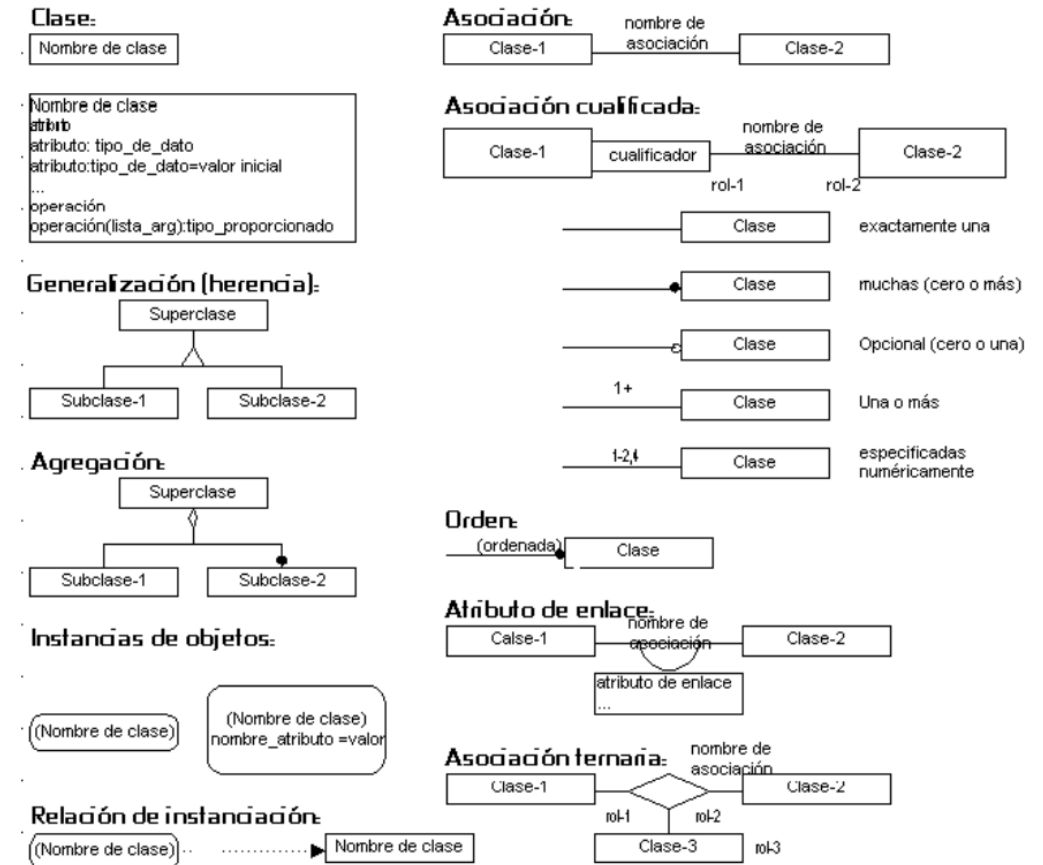 Clase:
Nombre de clase
Nombre de clase
atributo
atributo: tipo_de_dato
atributo:tipo_de_dato=valor inicial
...
operación
operación(lista_arg):tipo_proporcionado
Generalización (herencia):
Superclase
Subclase-1
Subclase-2
Agregación:
Superclase
Subclase-1
Subclase-2
Instancias de objetos:
(Nombre de clase)
(Nombre de clase)
nombre_atributo =valor
Relación de instanciación:
(Nombre de clase)
Nombre de clase
Asociación:
nombre de
asociación
Clase-1
Clase-2
Asociación cualificada:
nombre de
asociación
Clase-1
cualificador
Clase-2
rol-1
rol-2
Clase
exactamente una
Clase
muchas (cero o más)
Clase
Opcional (cero o una)
1+
Clase
Una o más
1-2,4
Clase
especificadas
numéricamente
Orden:
(ordenada)
Clase
Atributo de enlace:
nombre de
asociación
Calse-1
Clase-2
atributo de enlace
...
Asociación ternaria:
nombre de
asociación
Clase-1
Clase-2
rol-1
rol-2
Clase-3
rol-3